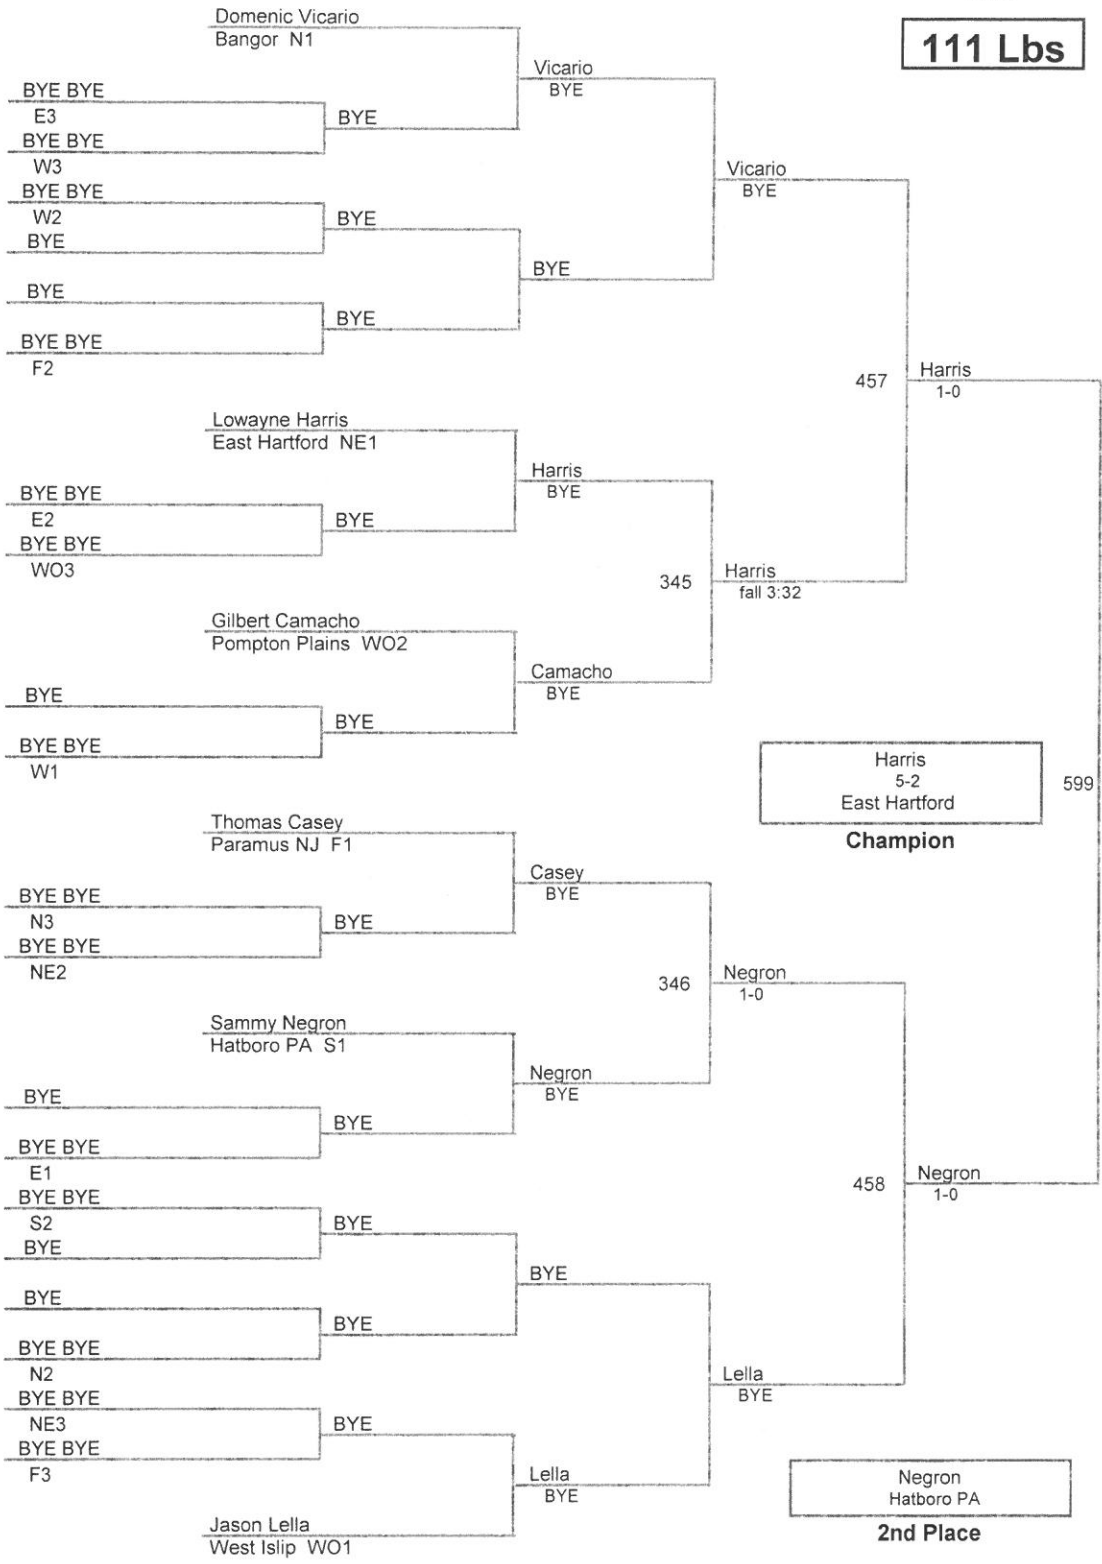 Domenic Vicario
Bangor N1
111 Lbs
Vicario
BYE
BYE BYE
E3
BYE
BYE BYE
W3
Vicario
BYE
BYE BYE
W2
BYE
BYE
BYE
BYE
BYE
BYE BYE
F2
457
Harris
1-0
Lowayne Harris
East Hartford NE1
Harris
BYE
BYE BYE
E2
BYE
BYE BYE
WO3
345
Harris
fall 3:32
Gilbert Camacho
Pompton Plains WO2
Camacho
BYE
BYE
BYE
BYE BYE
W1
Harris
5-2
East Hartford
599
Champion
Thomas Casey
Paramus NJ F1
Casey
BYE
BYE BYE
N3
BYE
BYE BYE
NE2
346
Negron
1-0
Sammy Negron
Hatboro PA S1
Negron
BYE
BYE
BYE
BYE BYE
E1
458
Negron
1-0
BYE BYE
S2
BYE
BYE
BYE
BYE
BYE
BYE BYE
N2
Lella
BYE
BYE BYE
NE3
BYE
BYE BYE
F3
Lella
BYE
Negron
Hatboro PA
2nd Place
Jason Lella
West Islip WO1